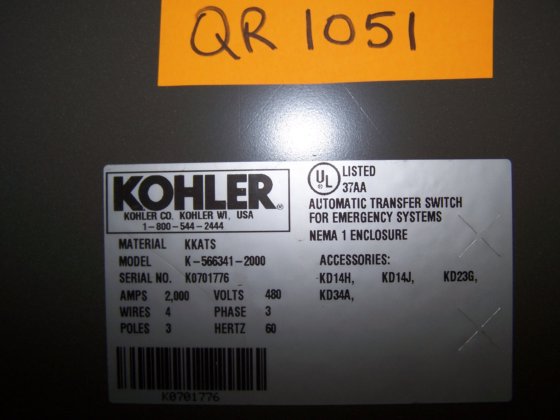 QR 1051
KOHLER®
KOHLER CO. KOHLER WI, USA
1-800-544-2444
UL LISTED
37AA
AUTOMATIC TRANSFER SWITCH
FOR EMERGENCY SYSTEMS
NEMA 1 ENCLOSURE
MATERIAL KKATS
MODEL K-566341-2000
SERIAL NO. K0701776
AMPS 2,000 VOLTS 480
WIRES 4 PHASE 3
POLES 3 HERTZ 60
ACCESSORIES:
KD14H, KD14J, KD23G,
KD34A,
K0701776